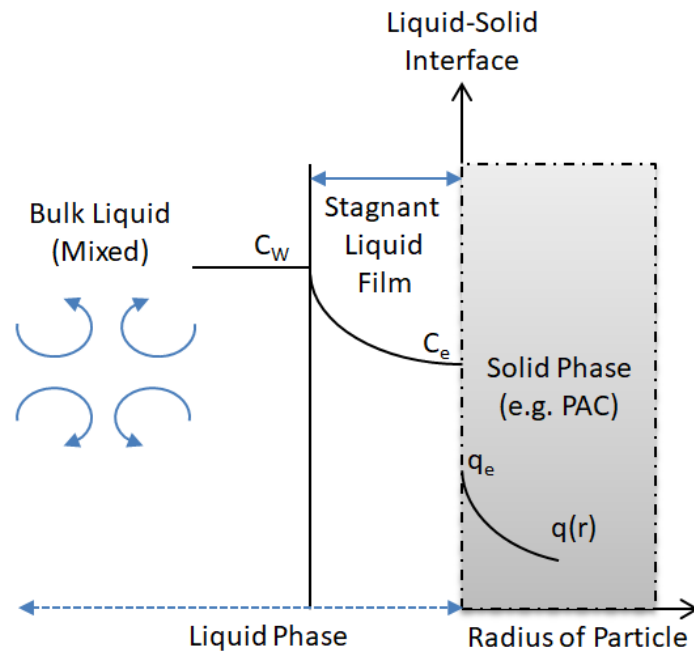 Liquid-Solid
Interface
Bulk Liquid
(Mixed)
Stagnant
Liquid
Film
C_W
C_e
Solid Phase
(e.g. PAC)
q_e
q(r)
Liquid Phase
Radius of Particle